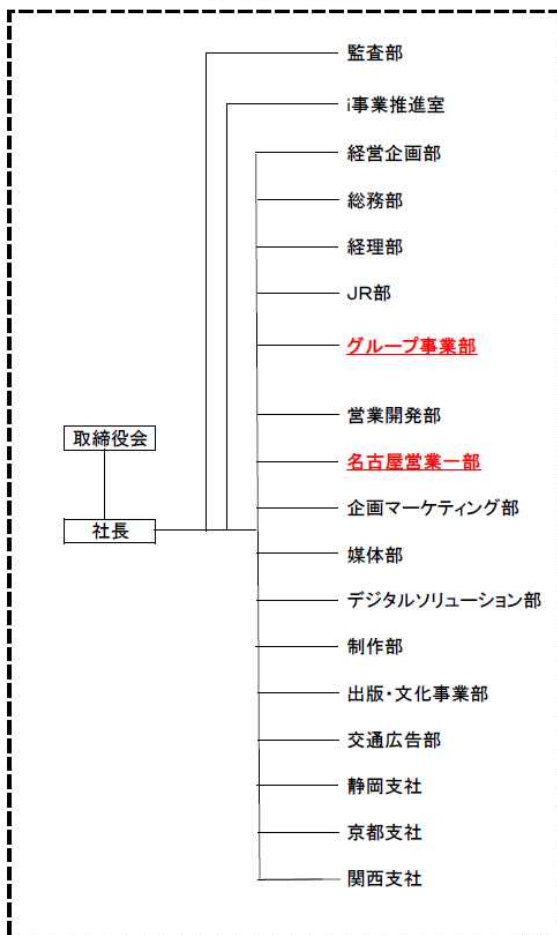 監査部
i事業推進室
経営企画部
総務部
経理部
JR部
グループ事業部
営業開発部
取締役会
名古屋営業一部
企画マーケティング部
社長
媒体部
デジタルソリューション部
制作部
出版・文化事業部
交通広告部
静岡支社
京都支社
関西支社